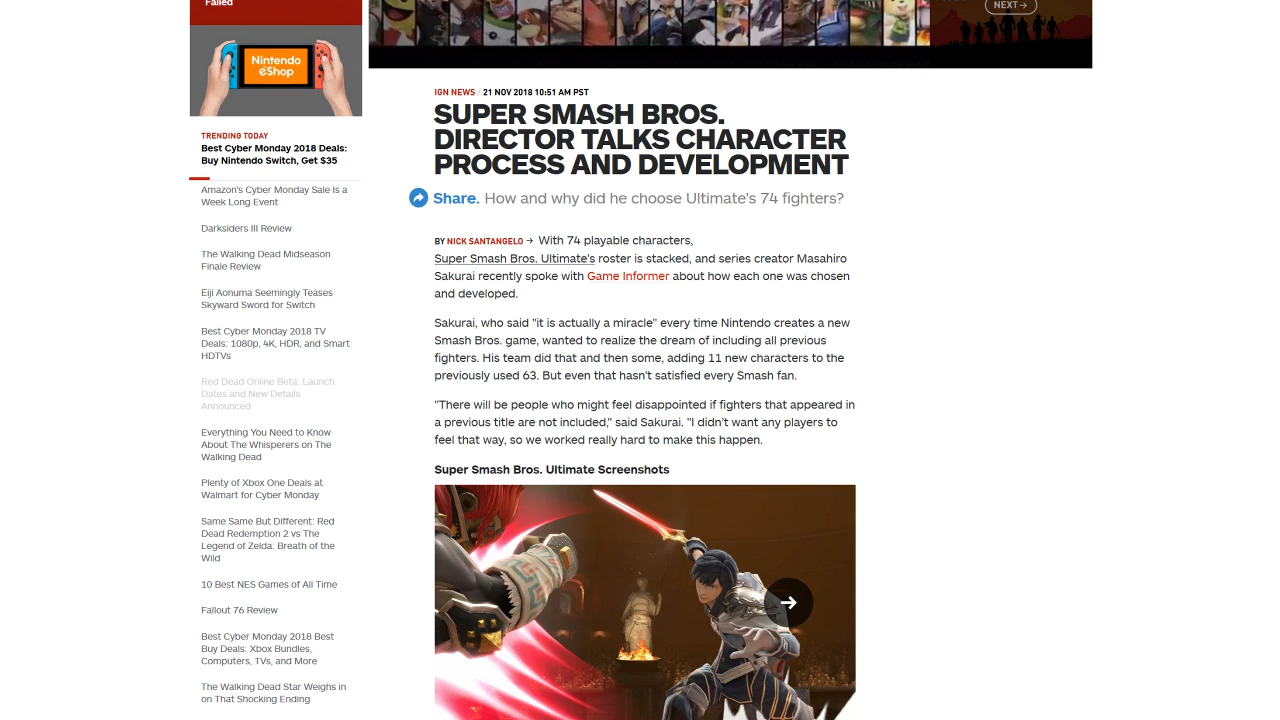 Failed
NEXT→
Nintendo
eShop
TRENDING TODAY
Best Cyber Monday 2018 Deals:
Buy Nintendo Switch, Get $35
Amazon's Cyber Monday Sale Is a
Week Long Event
Darksiders III Review
The Walking Dead Midseason
Finale Review
Eiji Aonuma Seemingly Teases
Skyward Sword for Switch
Best Cyber Monday 2018 TV
Deals: 1080p, 4K, HDR, and Smart
HDTVs
Red Dead Online Beta: Launch
Dates and New Details
Announced
Everything You Need to Know
About The Whisperers on The
Walking Dead
Plenty of Xbox One Deals at
Walmart for Cyber Monday
Same Same But Different: Red
Dead Redemption 2 vs The
Legend of Zelda: Breath of the
Wild
10 Best NES Games of All Time
Fallout 76 Review
Best Cyber Monday 2018 Best
Buy Deals: Xbox Bundles,
Computers, TVs, and More
The Walking Dead Star Weighs in
on That Shocking Ending
IGN NEWS / 21 NOV 2018 10:51 AM PST
SUPER SMASH BROS.
DIRECTOR TALKS CHARACTER
PROCESS AND DEVELOPMENT
Share. How and why did he choose Ultimate's 74 fighters?
BY NICK SANTANGELO → With 74 playable characters,
Super Smash Bros. Ultimate's roster is stacked, and series creator Masahiro
Sakurai recently spoke with Game Informer about how each one was chosen
and developed.
Sakurai, who said "it is actually a miracle" every time Nintendo creates a new
Smash Bros. game, wanted to realize the dream of including all previous
fighters. His team did that and then some, adding 11 new characters to the
previously used 63. But even that hasn't satisfied every Smash fan.
"There will be people who might feel disappointed if fighters that appeared in
a previous title are not included," said Sakurai. "I didn't want any players to
feel that way, so we worked really hard to make this happen.
Super Smash Bros. Ultimate Screenshots